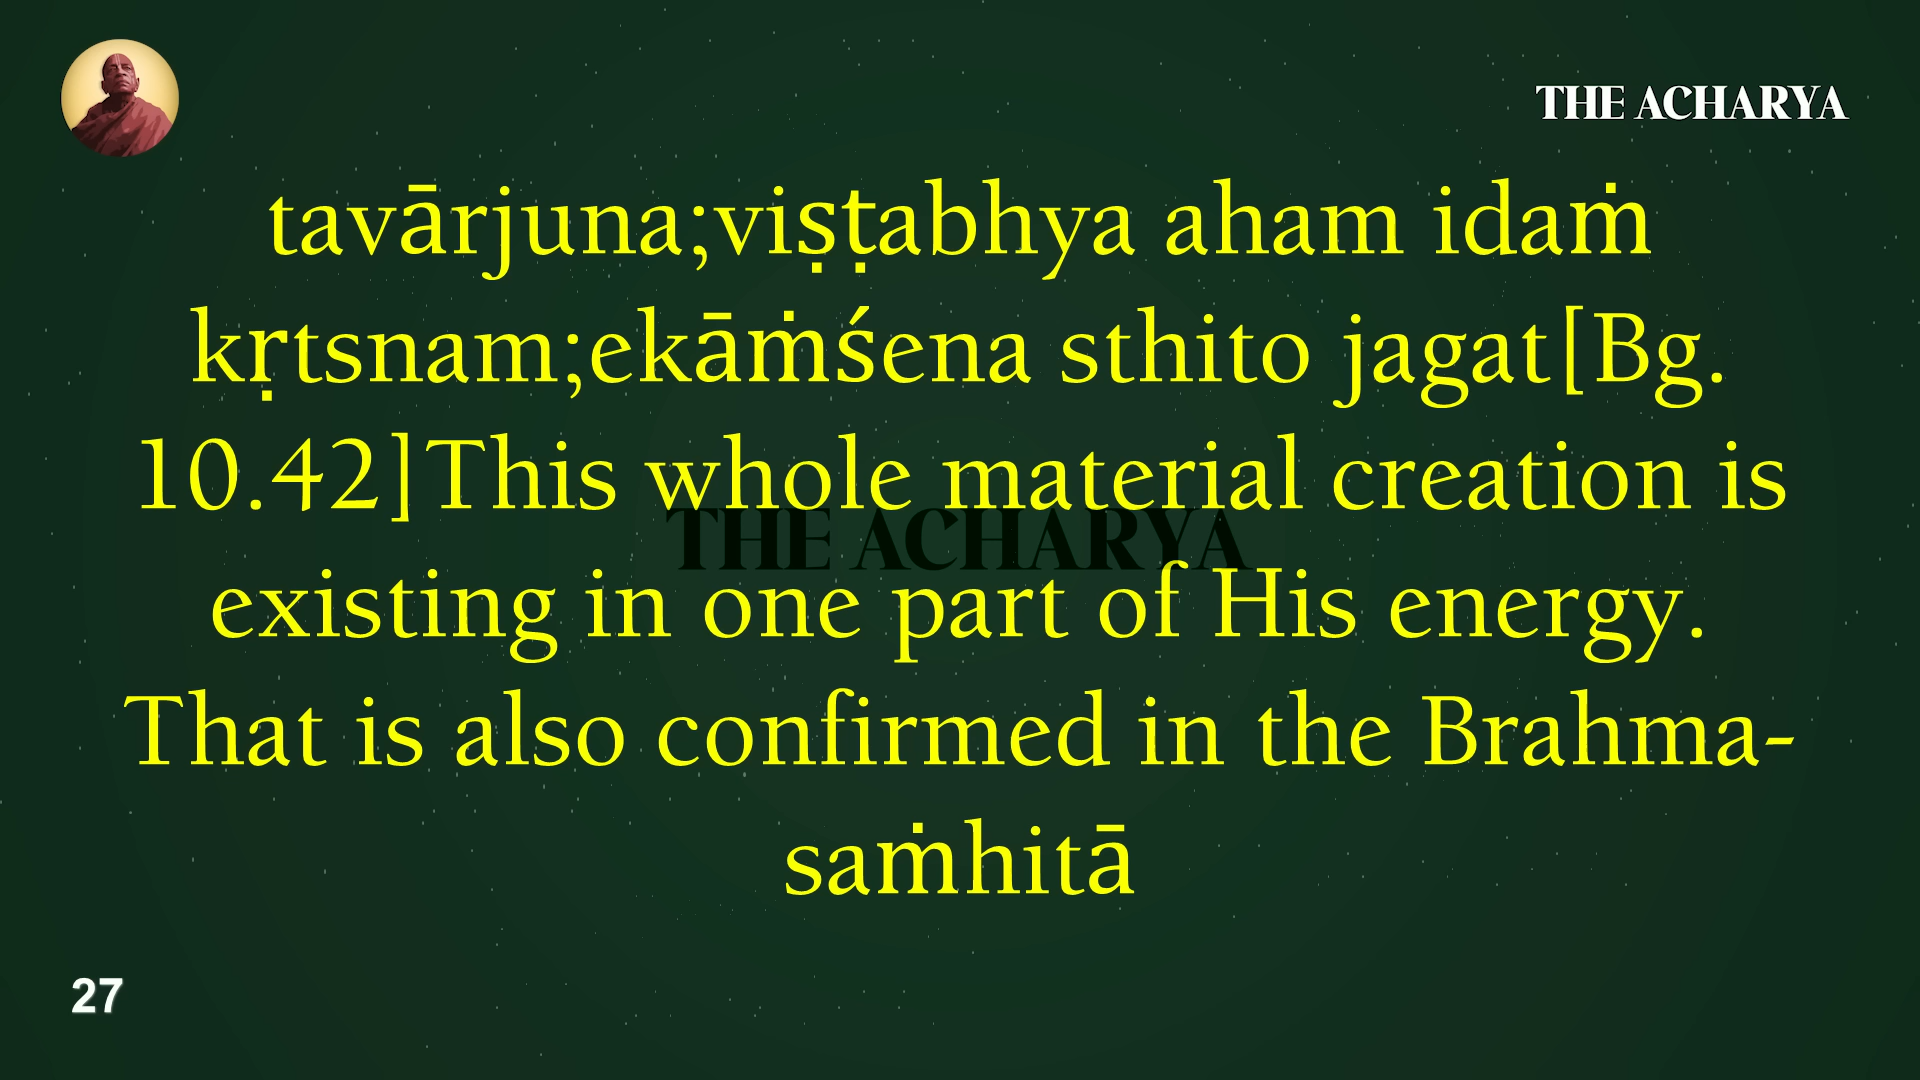 THE ACHARYA
tavārjuna;viṣṭabhya aham idaṁ
kṛtsnam;ekāṁśena sthito jagat[Bg.
10.42]This whole material creation is
THE ACHARYA
existing in one part of His energy.
That is also confirmed in the Brahma-
saṁhitā
27